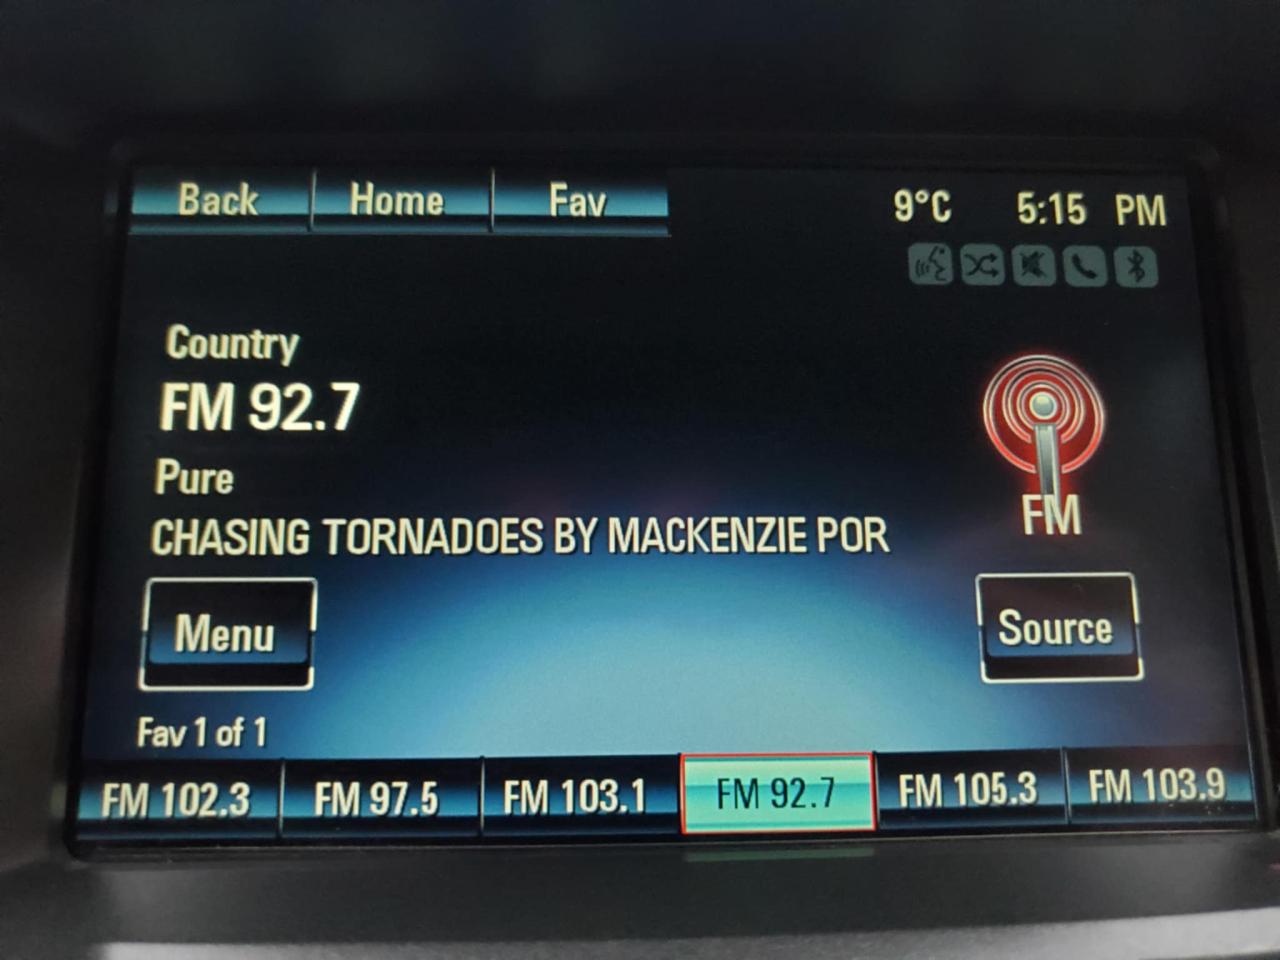 Back Home Fav 9°C 5:15 PM
Country
FM 92.7
Pure
CHASING TORNADOES BY MACKENZIE POR
FM
Menu
Source
Fav 1 of 1
FM 102.3 FM 97.5 FM 103.1 FM 92.7 FM 105.3 FM 103.9